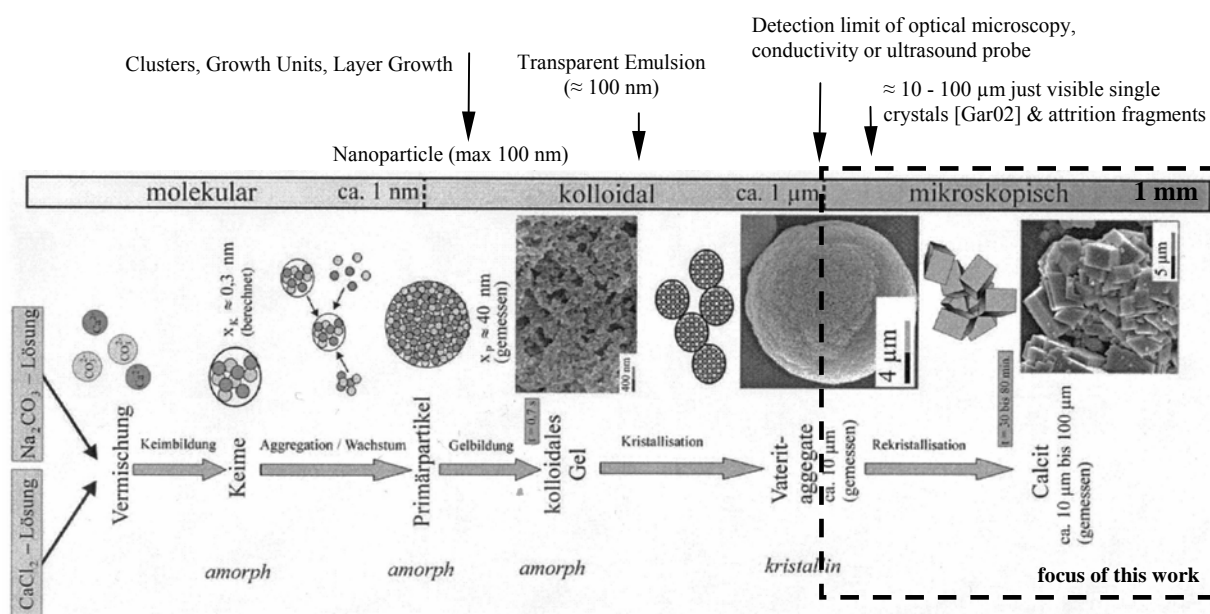 Detection limit of optical microscopy,
conductivity or ultrasound probe
Clusters, Growth Units, Layer Growth
Transparent Emulsion
(≈ 100 nm)
≈ 10 - 100 µm just visible single
crystals [Gar02] & attrition fragments
Nanoparticle (max 100 nm)
molekular
ca. 1 nm
kolloidal
ca. 1 µm
mikroskopisch
1 mm
Na₂CO₃ – Lösung
CaCl₂ – Lösung
x_K ≈ 0,3 nm
(berechnet)
x_P ≈ 40 nm
(gemessen)
400 nm
t = 0,7 s
4 µm
t = 30 bis 80 min
5 µm
Vermischung
Keimbildung
Keime
Aggregation / Wachstum
Primärpartikel
Gelbildung
kolloidales
Gel
Kristallisation
Vaterit-
aggegate
ca. 10 µm
(gemessen)
Rekristallisation
Calcit
ca. 10 µm bis 100 µm
(gemessen)
amorph
amorph
amorph
kristallin
focus of this work